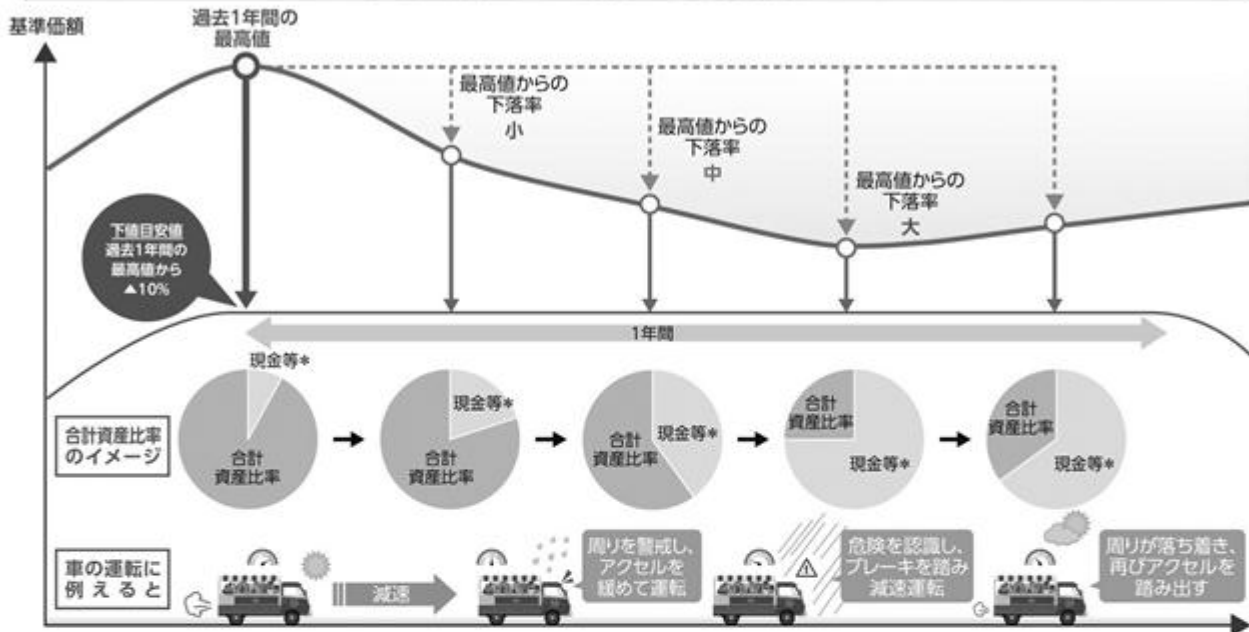 基準価額
過去1年間の
最高値
最高値からの
下落率
小
最高値からの
下落率
中
最高値からの
下落率
大
下値目安値
過去1年間の
最高値から
▲10%
1年間
合計資産比率
のイメージ
現金等*
合計
資産比率
現金等*
合計
資産比率
現金等*
合計
資産比率
合計
資産比率
現金等*
合計
資産比率
現金等*
車の運転に
例えると
減速
周りを警戒し、
アクセルを
緩めて運転
危険を認識し、
ブレーキを踏み
減速運転
周りが落ち着き、
再びアクセルを
踏み出す